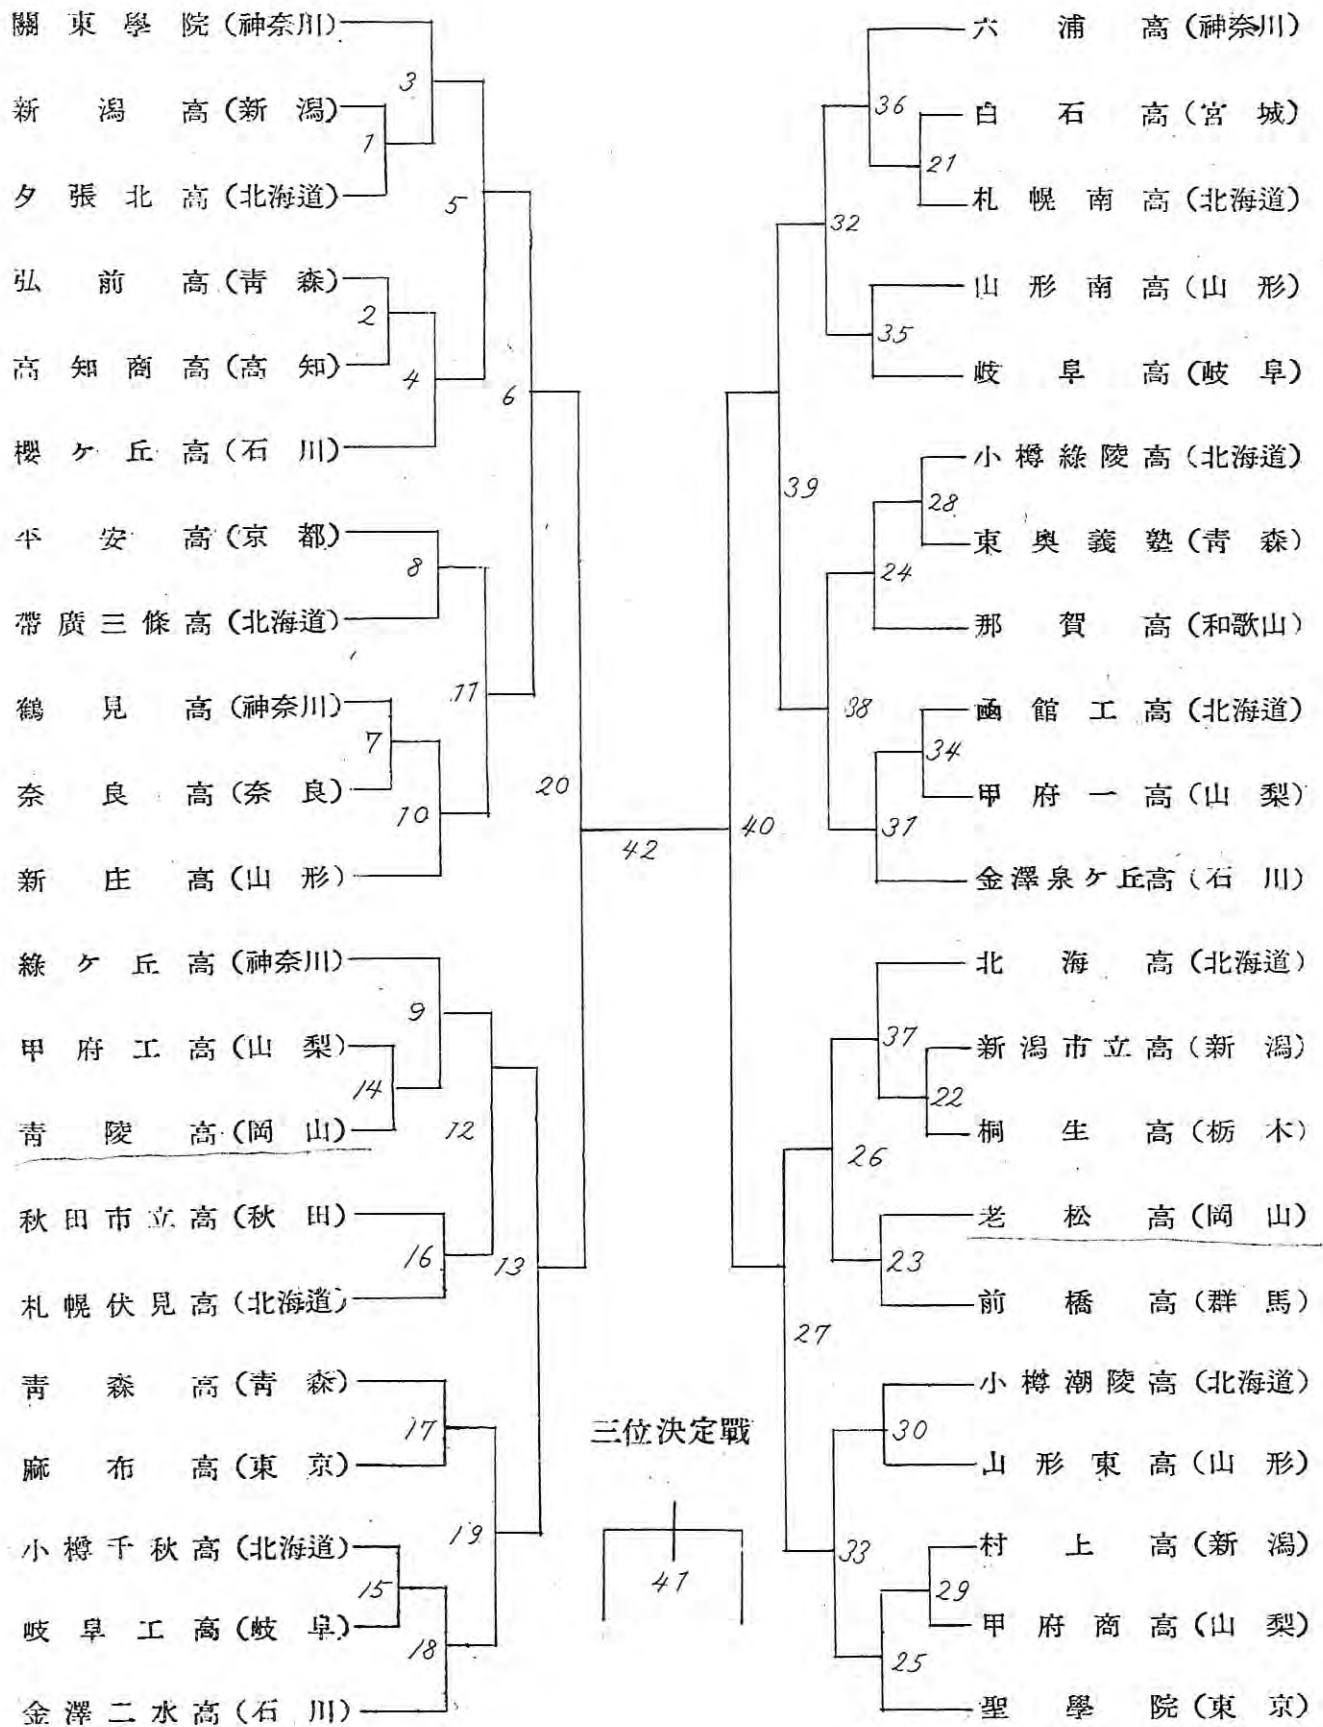 關東學院(神奈川)
3
新潟高(新潟)
1
夕張北高(北海道)
5
弘前高(靑森)
2
高知商高(高知)
4
6
櫻ケ丘高(石川)
平安高(京都)
8
帶廣三條高(北海道)
11
鶴見高(神奈川)
7
奈良高(奈良)
10
20
新庄高(山形)
綠ケ丘高(神奈川)
9
甲府工高(山梨)
14
靑陵高(岡山)
12
秋田市立高(秋田)
16
13
札幌伏見高(北海道)
靑森高(靑森)
17
麻布高(東京)
19
小樽千秋高(北海道)
15
岐阜工高(岐阜)
18
金澤二水高(石川)
42
三位決定戰
41
六浦高(神奈川)
36
白石高(宮城)
21
札幌南高(北海道)
32
山形南高(山形)
35
岐阜高(岐阜)
小樽綠陵高(北海道)
39
28
東奧義塾(靑森)
24
那賀高(和歌山)
38
函館工高(北海道)
34
甲府一高(山梨)
40
31
金澤泉ケ丘高(石川)
北海高(北海道)
37
新潟市立高(新潟)
22
桐生高(栃木)
26
老松高(岡山)
23
前橋高(群馬)
27
小樽潮陵高(北海道)
30
山形東高(山形)
村上高(新潟)
33
29
甲府商高(山梨)
25
聖學院(東京)